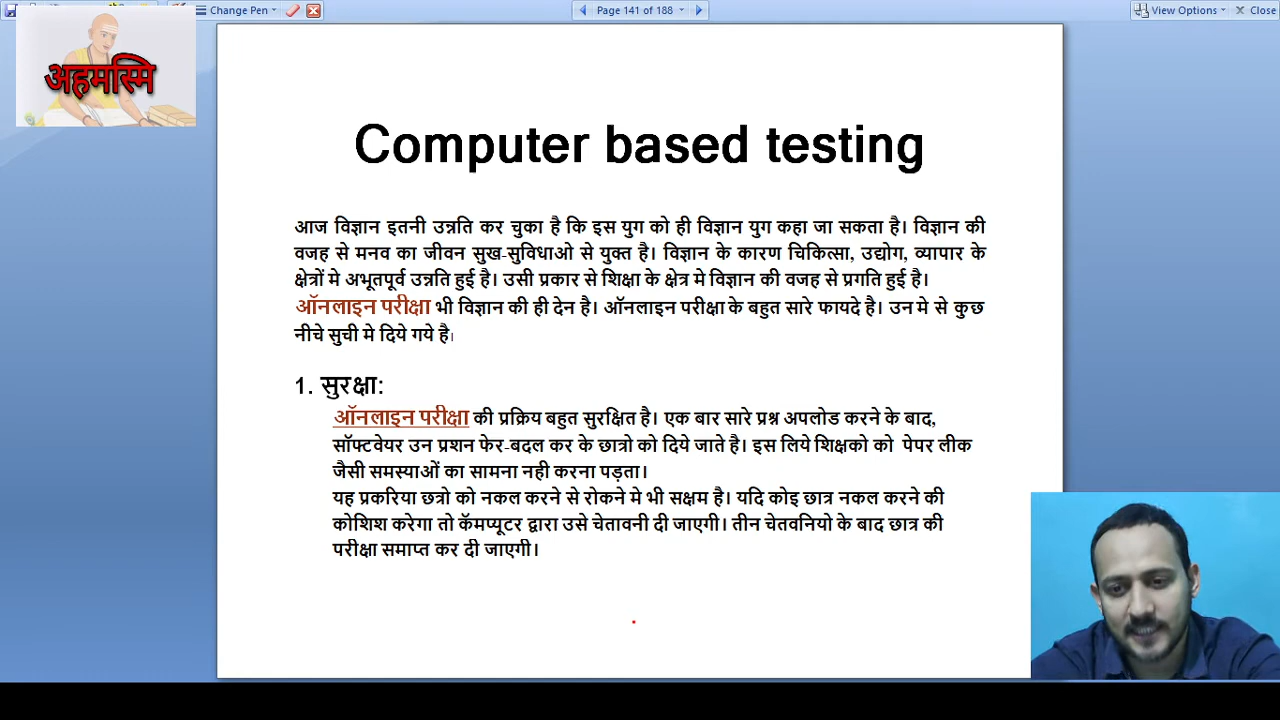 Change Pen
Page 141 of 188
View Options
Close
अहमस्मि
Computer based testing
आज विज्ञान इतनी उन्नति कर चुका है कि इस युग को ही विज्ञान युग कहा जा सकता है। विज्ञान की
वजह से मनव का जीवन सुख-सुविधाओ से युक्त है। विज्ञान के कारण चिकित्सा, उद्योग, व्यापार के
क्षेत्रों मे अभूतपूर्व उन्नति हुई है। उसी प्रकार से शिक्षा के क्षेत्र मे विज्ञान की वजह से प्रगति हुई है।
ऑनलाइन परीक्षा भी विज्ञान की ही देन है। ऑनलाइन परीक्षा के बहुत सारे फायदे है। उन मे से कुछ
नीचे सुची मे दिये गये है।
1. सुरक्षा:
ऑनलाइन परीक्षा की प्रक्रिय बहुत सुरक्षित है। एक बार सारे प्रश्न अपलोड करने के बाद,
सॉफ्टवेयर उन प्रशन फेर-बदल कर के छात्रो को दिये जाते है। इस लिये शिक्षको को पेपर लीक
जैसी समस्याओं का सामना नही करना पड़ता।
यह प्रकरिया छत्रो को नकल करने से रोकने मे भी सक्षम है। यदि कोइ छात्र नकल करने की
कोशिश करेगा तो कॅमप्यूटर द्वारा उसे चेतावनी दी जाएगी। तीन चेतवनियो के बाद छात्र की
परीक्षा समाप्त कर दी जाएगी।